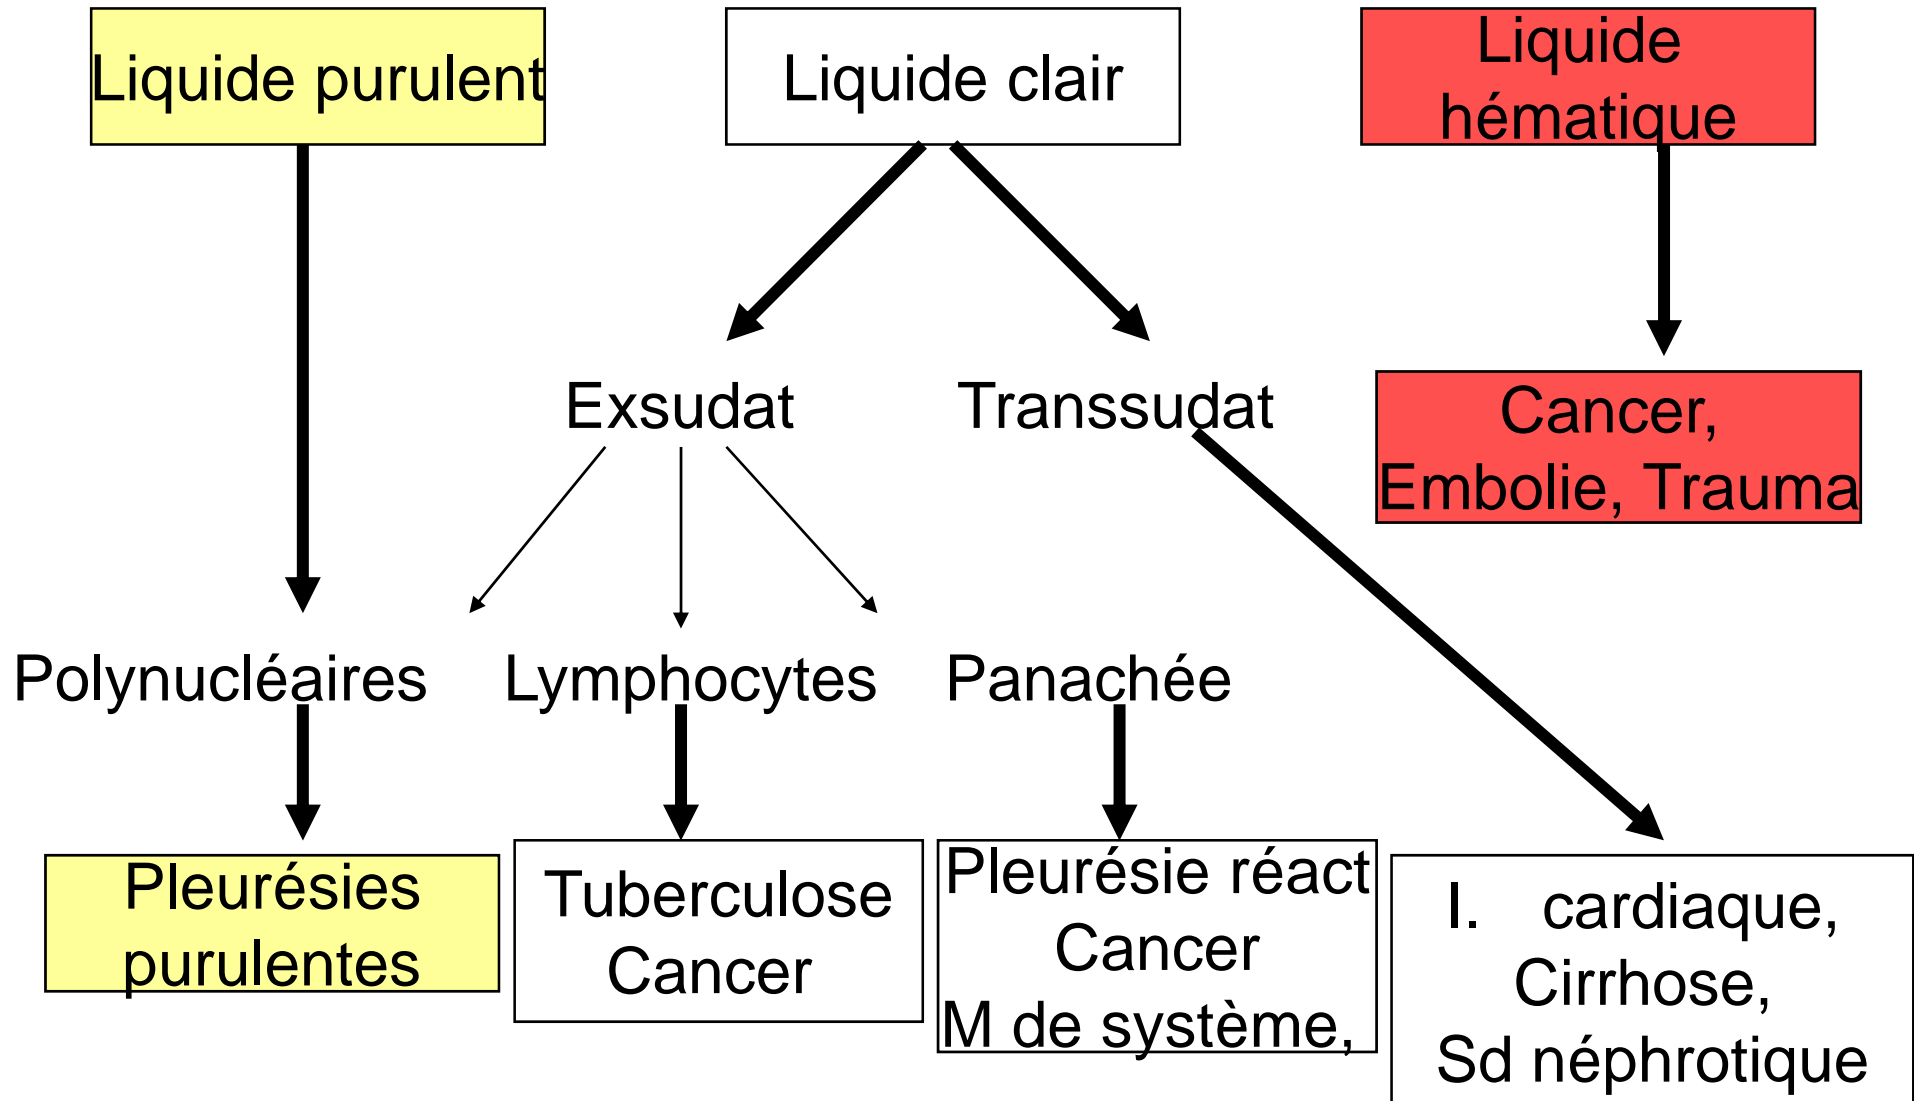 Liquide purulent
Liquide clair
Liquide
hématique
Exsudat
Transsudat
Cancer,
Embolie, Trauma
Polynucléaires
Lymphocytes
Panachée
Pleurésies
purulentes
Tuberculose
Cancer
Pleurésie réact
Cancer
M de système,
I. cardiaque,
Cirrhose,
Sd néphrotique